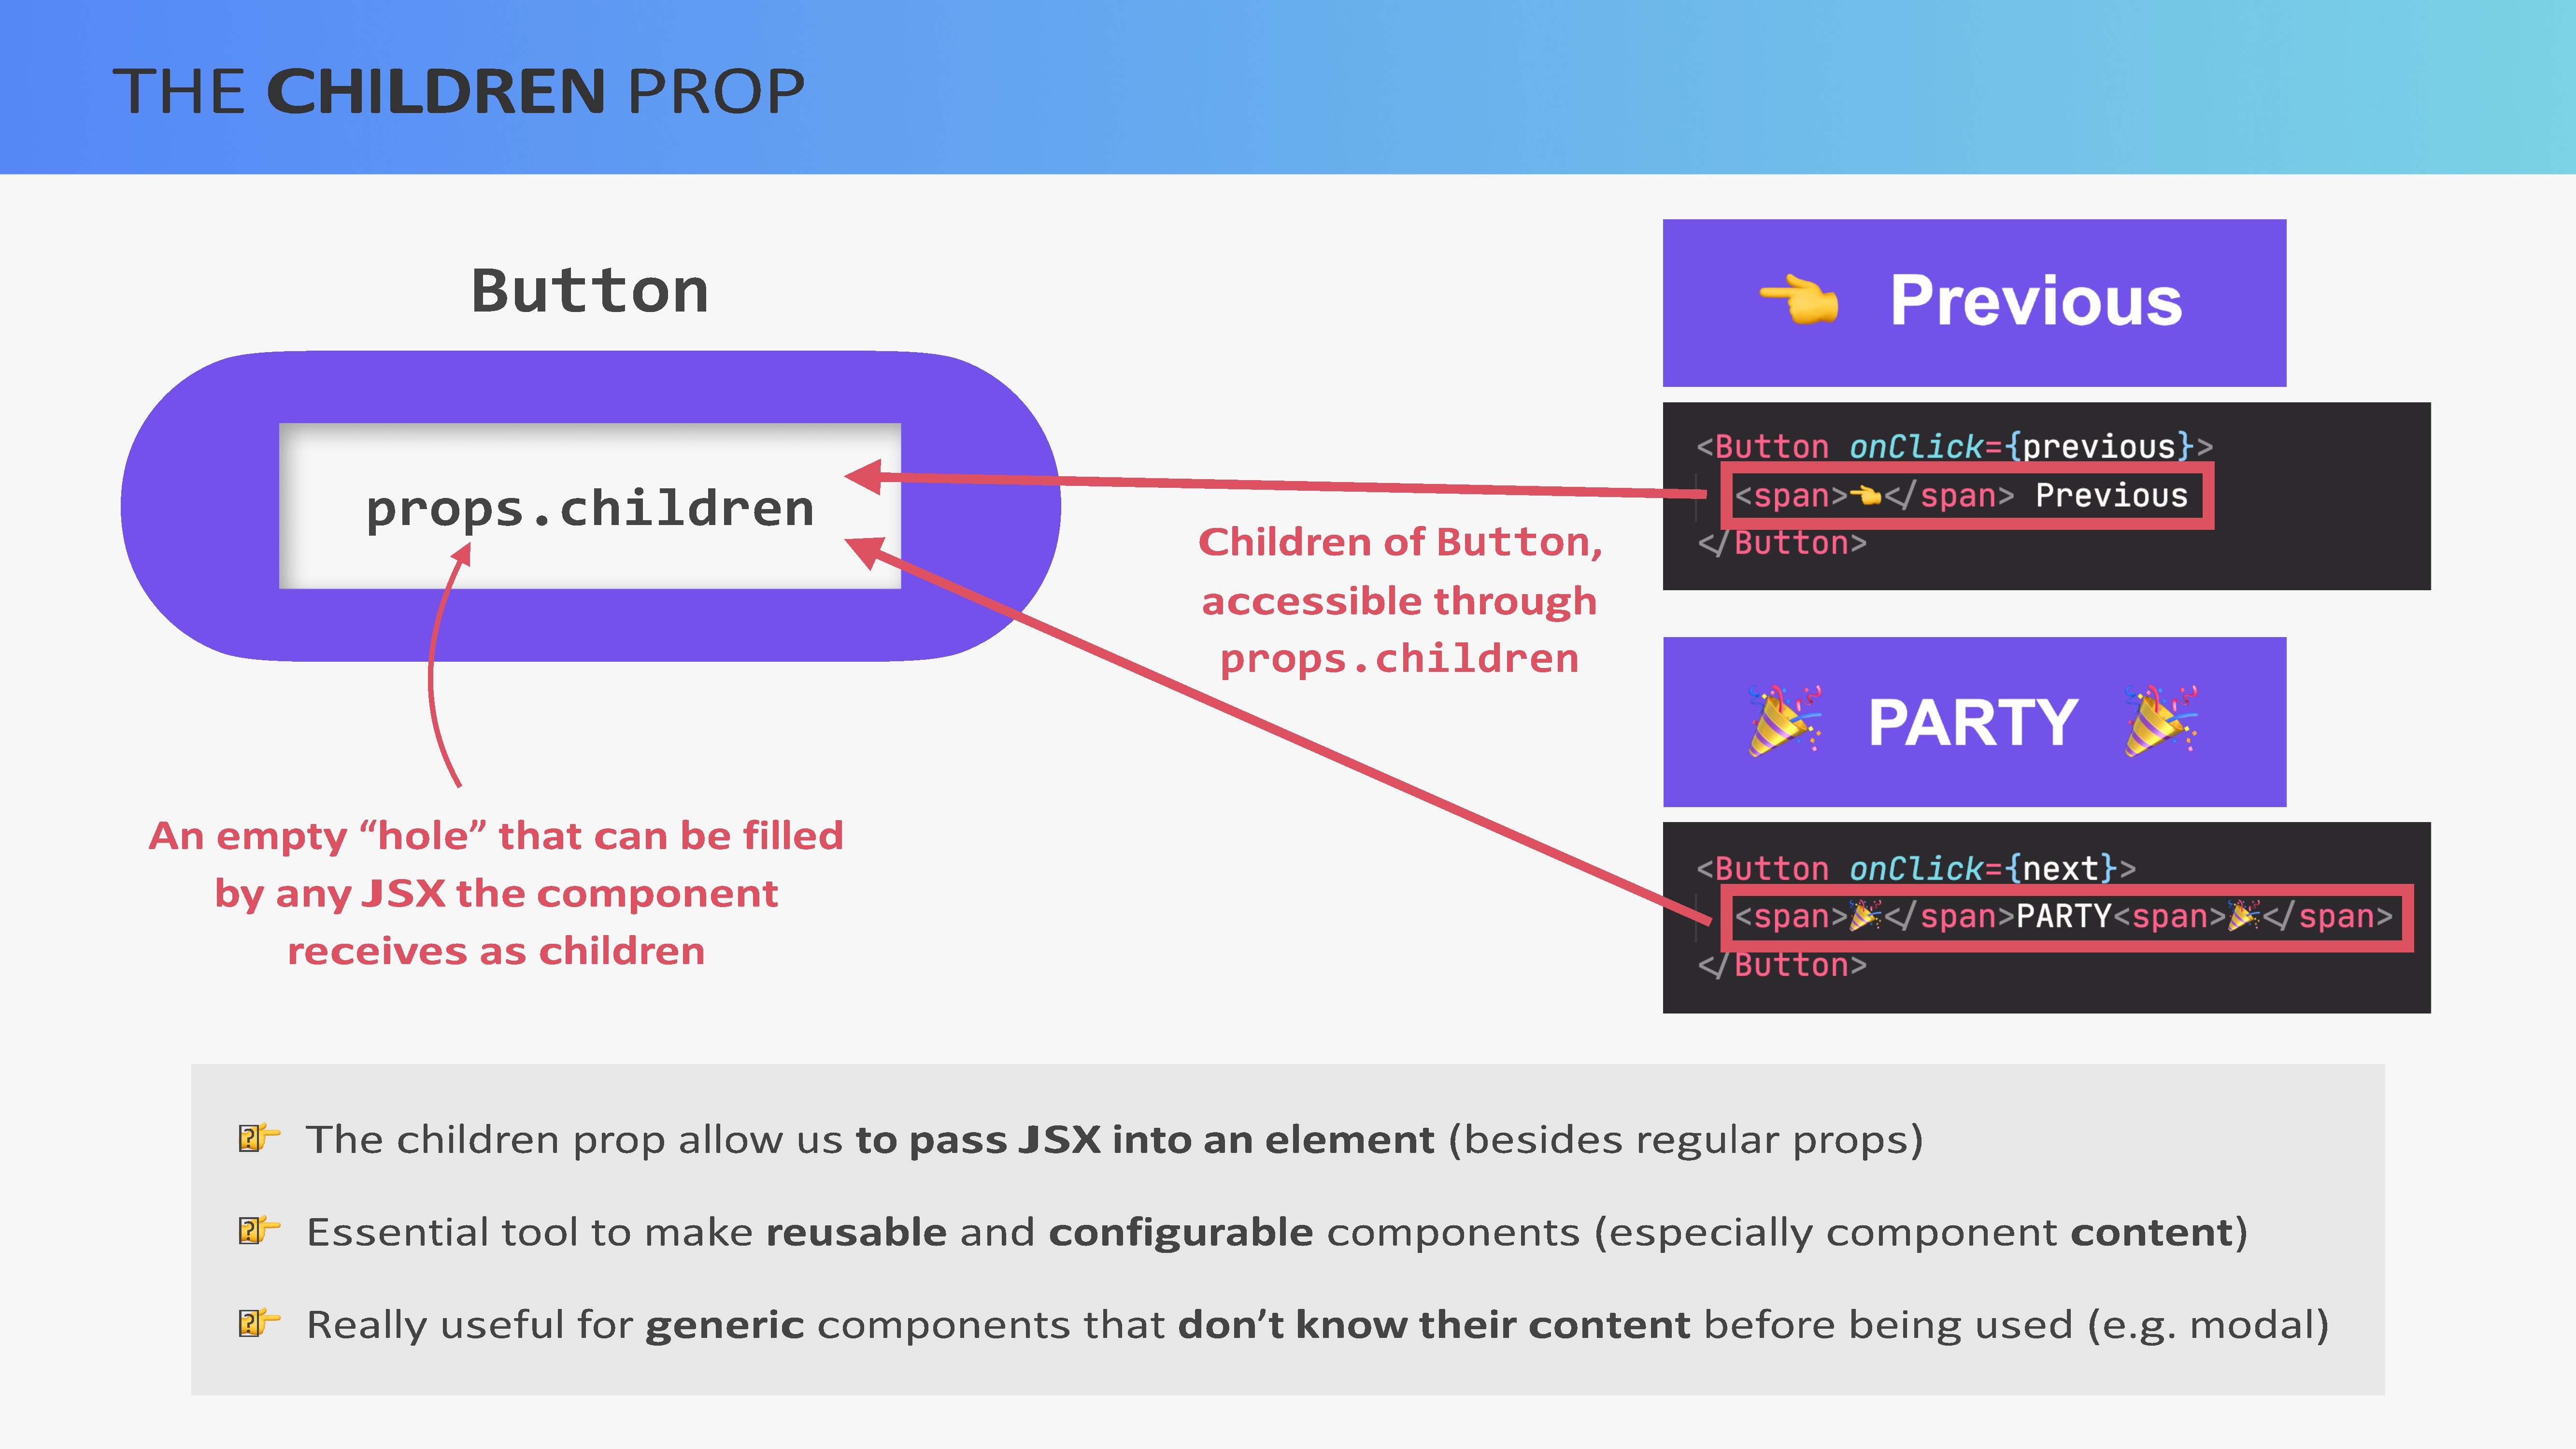 THE CHILDREN PROP
Button
props.children
An empty “hole” that can be filled
by any JSX the component
receives as children
Children of Button,
accessible through
props.children
👈 Previous
<Button onClick={previous}>
<span>👈</span> Previous
</Button>
🎉 PARTY 🎉
<Button onClick={next}>
<span>🎉</span>PARTY<span>🎉</span>
</Button>
👉 The children prop allow us to pass JSX into an element (besides regular props)
👉 Essential tool to make reusable and configurable components (especially component content)
👉 Really useful for generic components that don’t know their content before being used (e.g. modal)